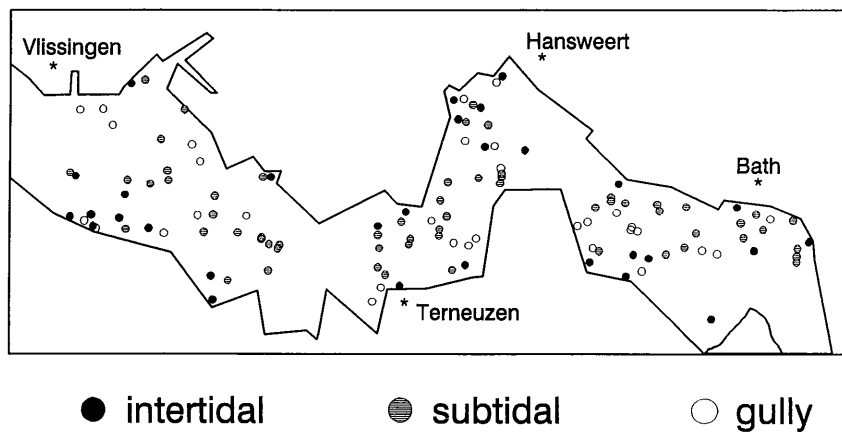 Vlissingen
*
Hansweert
*
Bath
*
* Terneuzen
intertidal subtidal gully